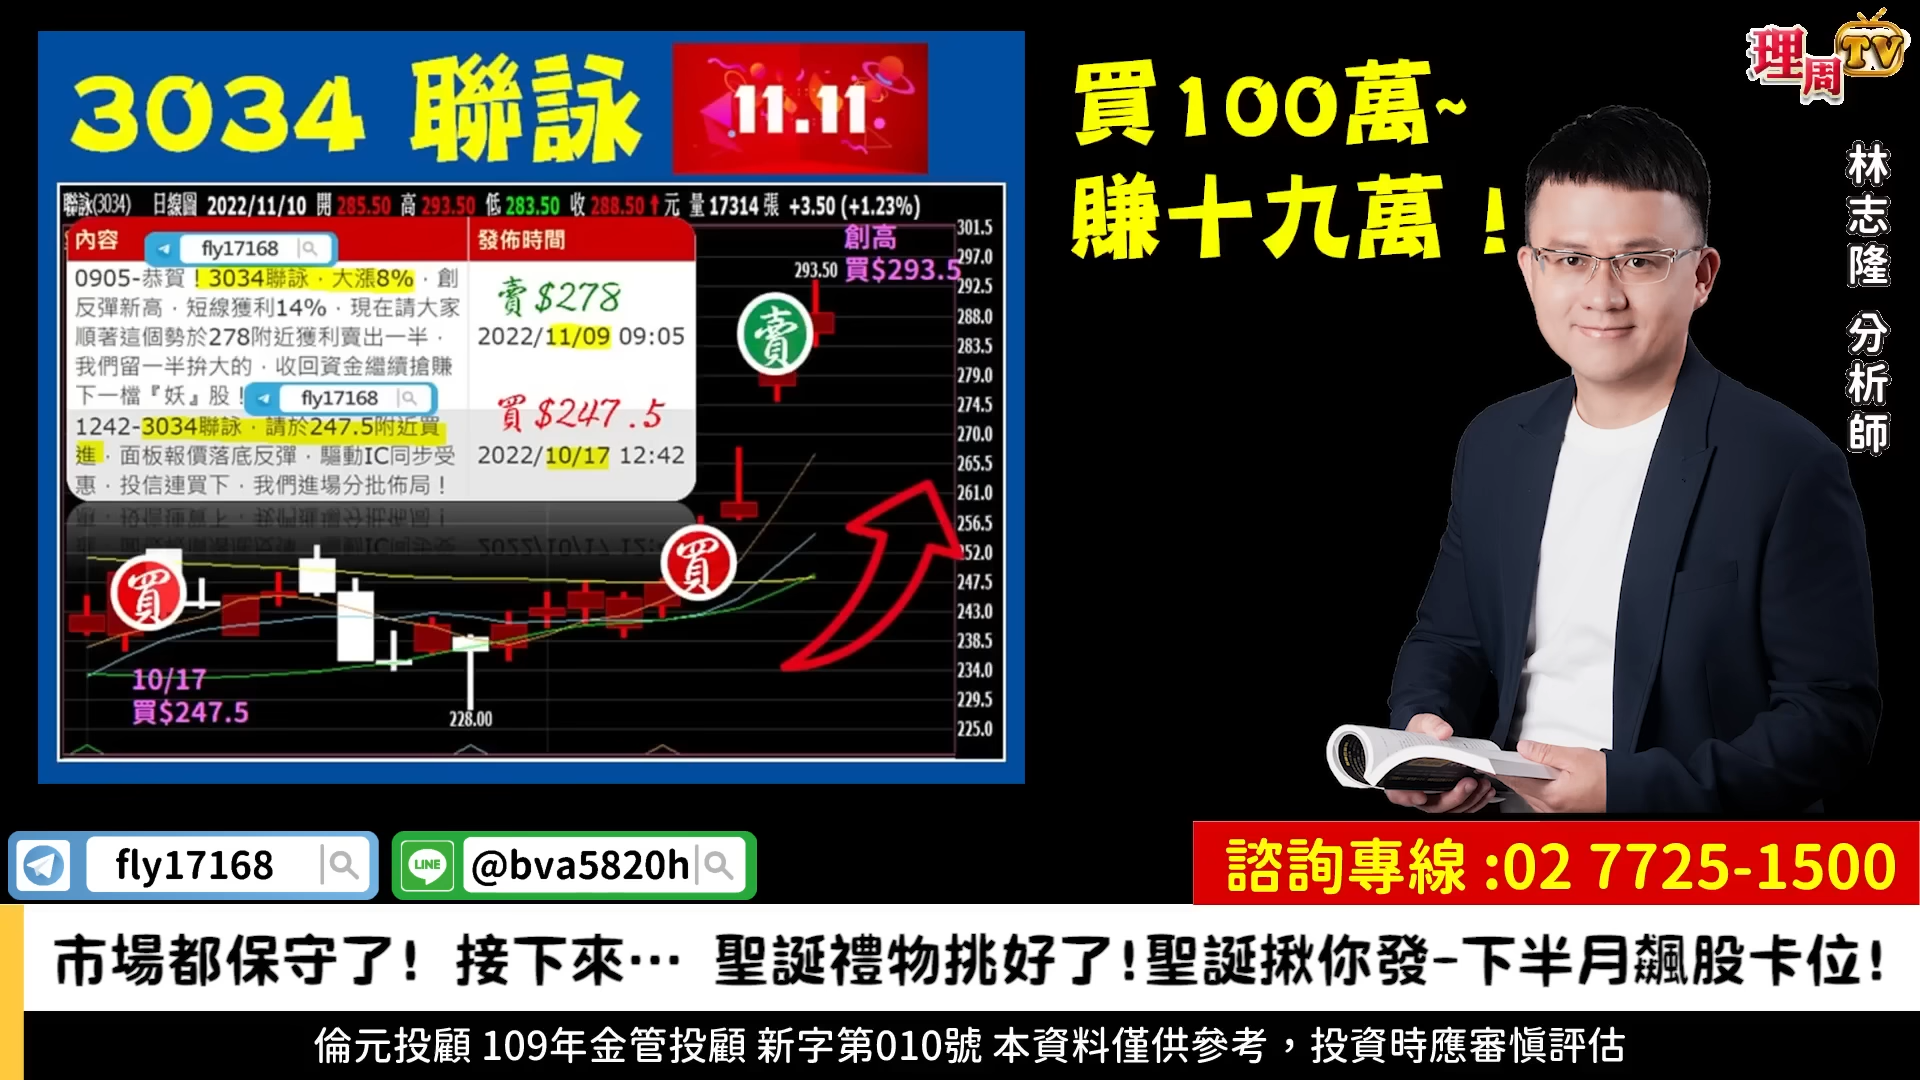 3034 聯詠
11.11
聯詠(3034) 日線圖 2022/11/10 開 285.50 高 293.50 低 283.50 收 288.50↑元 量 17314 張 +3.50 (+1.23%)
內容
fly17168
發佈時間
0905-恭賀！3034聯詠，大漲8%，創
反彈新高，短線獲利14%，現在請大家
順著這個勢於278附近獲利賣出一半，
我們留一半拚大的，收回資金繼續搶賺
下一檔『妖』股！
fly17168
賣 $278
2022/11/09 09:05
1242-3034聯詠，請於247.5附近買
進，面板報價落底反彈，驅動IC同步受
惠，投信連買下，我們進場分批佈局！
買 $247.5
2022/10/17 12:42
創高
買$293.5
293.50
賣
買
買
10/17
買$247.5
228.00
301.5
297.0
292.5
288.0
283.5
279.0
274.5
270.0
265.5
261.0
256.5
252.0
247.5
243.0
238.5
234.0
229.5
225.0
買100萬~
賺十九萬！
理周TV
林志隆 分析師
fly17168
LINE
@bva5820h
諮詢專線 :02 7725-1500
市場都保守了! 接下來… 聖誕禮物挑好了!聖誕揪你發-下半月飆股卡位!
倫元投顧 109年金管投顧 新字第010號 本資料僅供參考，投資時應審慎評估